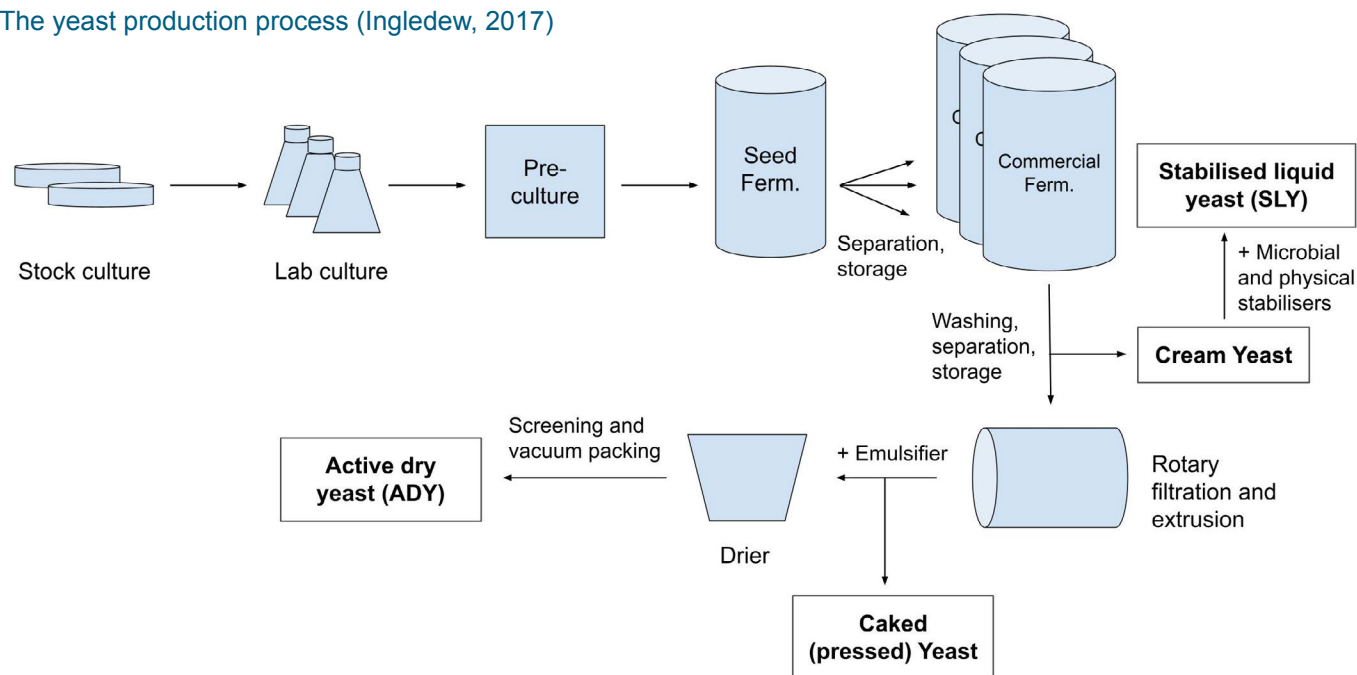 The yeast production process (Ingledew, 2017)
Stock culture
Lab culture
Pre-
culture
Seed
Ferm.
Separation,
storage
C
C
Commercial
Ferm.
Stabilised liquid
yeast (SLY)
+ Microbial
and physical
stabilisers
Washing,
separation,
storage
Cream Yeast
Rotary
filtration and
extrusion
+ Emulsifier
Drier
Screening and
vacuum packing
Active dry
yeast (ADY)
Caked
(pressed) Yeast